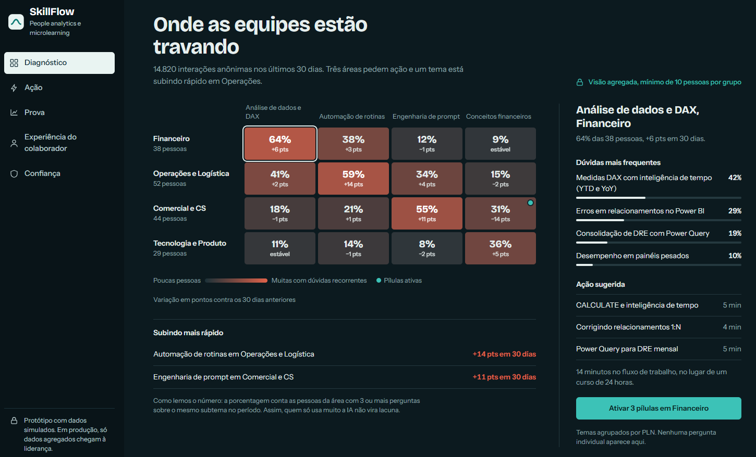 SkillFlow
People analytics e
microlearning
Diagnóstico
Ação
Prova
Experiência do
colaborador
Confiança
Protótipo com dados
simulados. Em produção, só
dados agregados chegam à
liderança.
Onde as equipes estão
travando
14.820 interações anônimas nos últimos 30 dias. Três áreas pedem ação e um tema está
subindo rápido em Operações.
Visão agregada, mínimo de 10 pessoas por grupo
Análise de dados e
DAX
Automação de rotinas
Engenharia de prompt
Conceitos financeiros
Financeiro
38 pessoas
64%
+6 pts
38%
+3 pts
12%
−1 pts
9%
estável
Operações e Logística
52 pessoas
41%
+2 pts
59%
+14 pts
34%
+4 pts
15%
−2 pts
Comercial e CS
44 pessoas
18%
−1 pts
21%
+1 pts
55%
+11 pts
31%
−14 pts
Tecnologia e Produto
29 pessoas
11%
estável
14%
−1 pts
8%
−2 pts
36%
+5 pts
Poucas pessoas
Muitas com dúvidas recorrentes
Pílulas ativas
Variação em pontos contra os 30 dias anteriores
Subindo mais rápido
Automação de rotinas em Operações e Logística
+14 pts em 30 dias
Engenharia de prompt em Comercial e CS
+11 pts em 30 dias
Como lemos o número: a porcentagem conta as pessoas da área com 3 ou mais perguntas
sobre o mesmo subtema no período. Assim, quem só usa muito a IA não vira lacuna.
Análise de dados e DAX,
Financeiro
64% das 38 pessoas, +6 pts em 30 dias.
Dúvidas mais frequentes
Medidas DAX com inteligência de tempo
(YTD e YoY)
42%
Erros em relacionamentos no Power BI
29%
Consolidação de DRE com Power Query
19%
Desempenho em painéis pesados
10%
Ação sugerida
CALCULATE e inteligência de tempo
5 min
Corrigindo relacionamentos 1:N
4 min
Power Query para DRE mensal
5 min
14 minutos no fluxo de trabalho, no lugar de um
curso de 24 horas.
Ativar 3 pílulas em Financeiro
Temas agrupados por PLN. Nenhuma pergunta
individual aparece aqui.